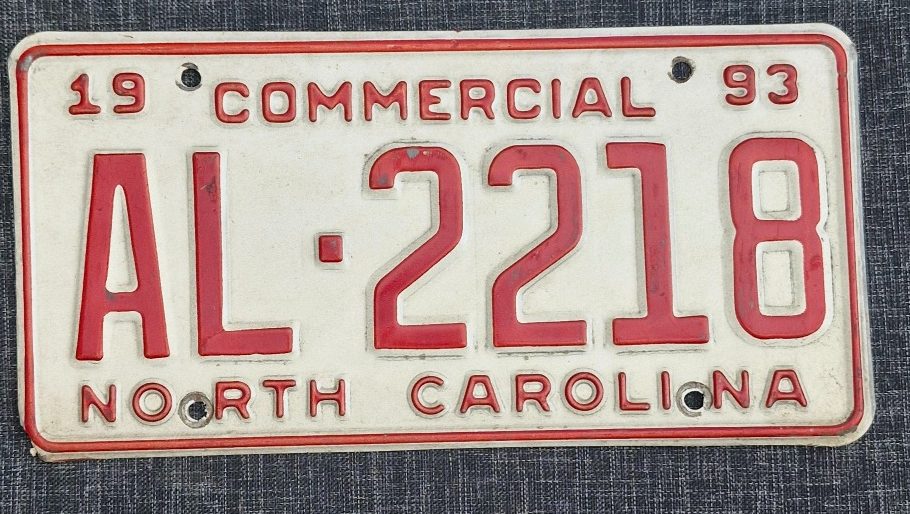 19 COMMERCIAL 93
AL·2218
NORTH CAROLINA